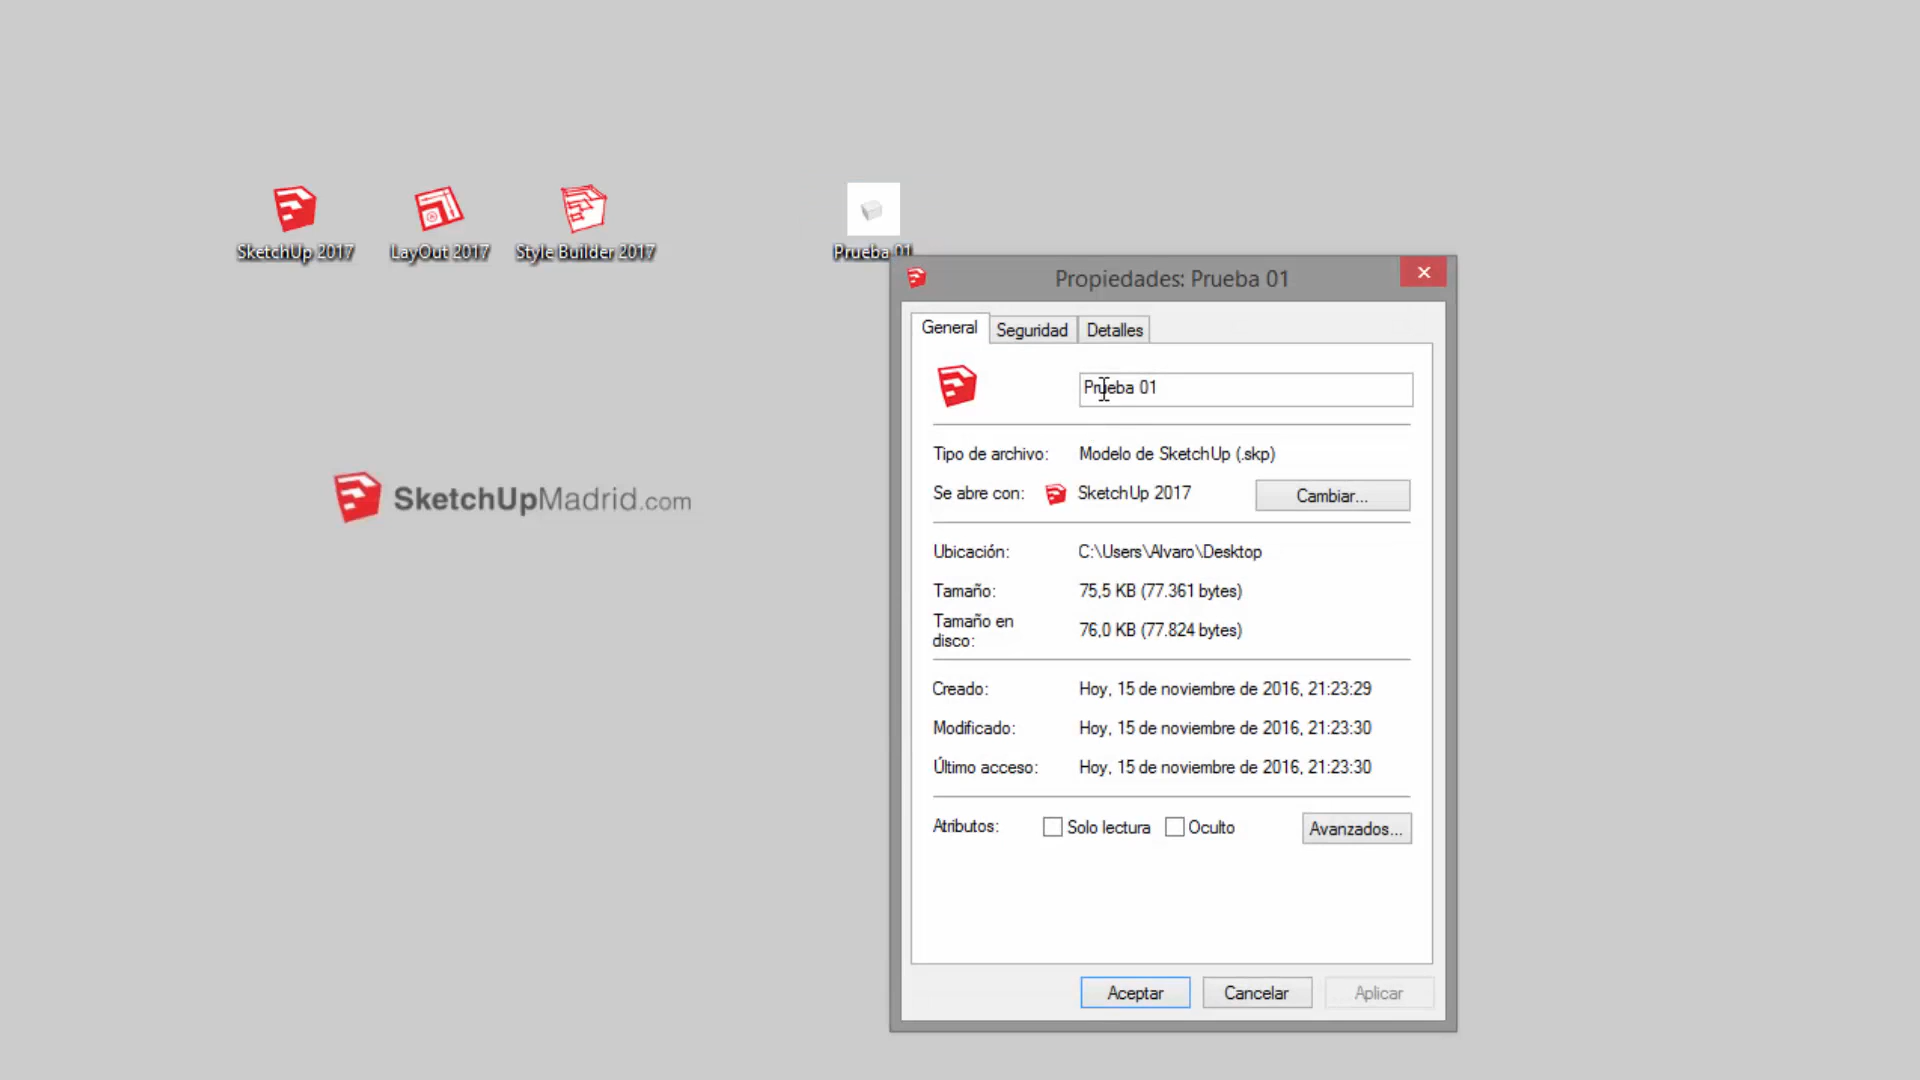 SketchUp 2017
LayOut 2017
Style Builder 2017
Prueba 01
SketchUpMadrid.com
Propiedades: Prueba 01
General
Seguridad
Detalles
Prueba 01
Tipo de archivo: Modelo de SketchUp (.skp)
Se abre con: SketchUp 2017 Cambiar...
Ubicación: C:\Users\Alvaro\Desktop
Tamaño: 75,5 KB (77.361 bytes)
Tamaño en
disco: 76,0 KB (77.824 bytes)
Creado: Hoy, 15 de noviembre de 2016, 21:23:29
Modificado: Hoy, 15 de noviembre de 2016, 21:23:30
Último acceso: Hoy, 15 de noviembre de 2016, 21:23:30
Atributos: Solo lectura Oculto Avanzados...
Aceptar
Cancelar
Aplicar